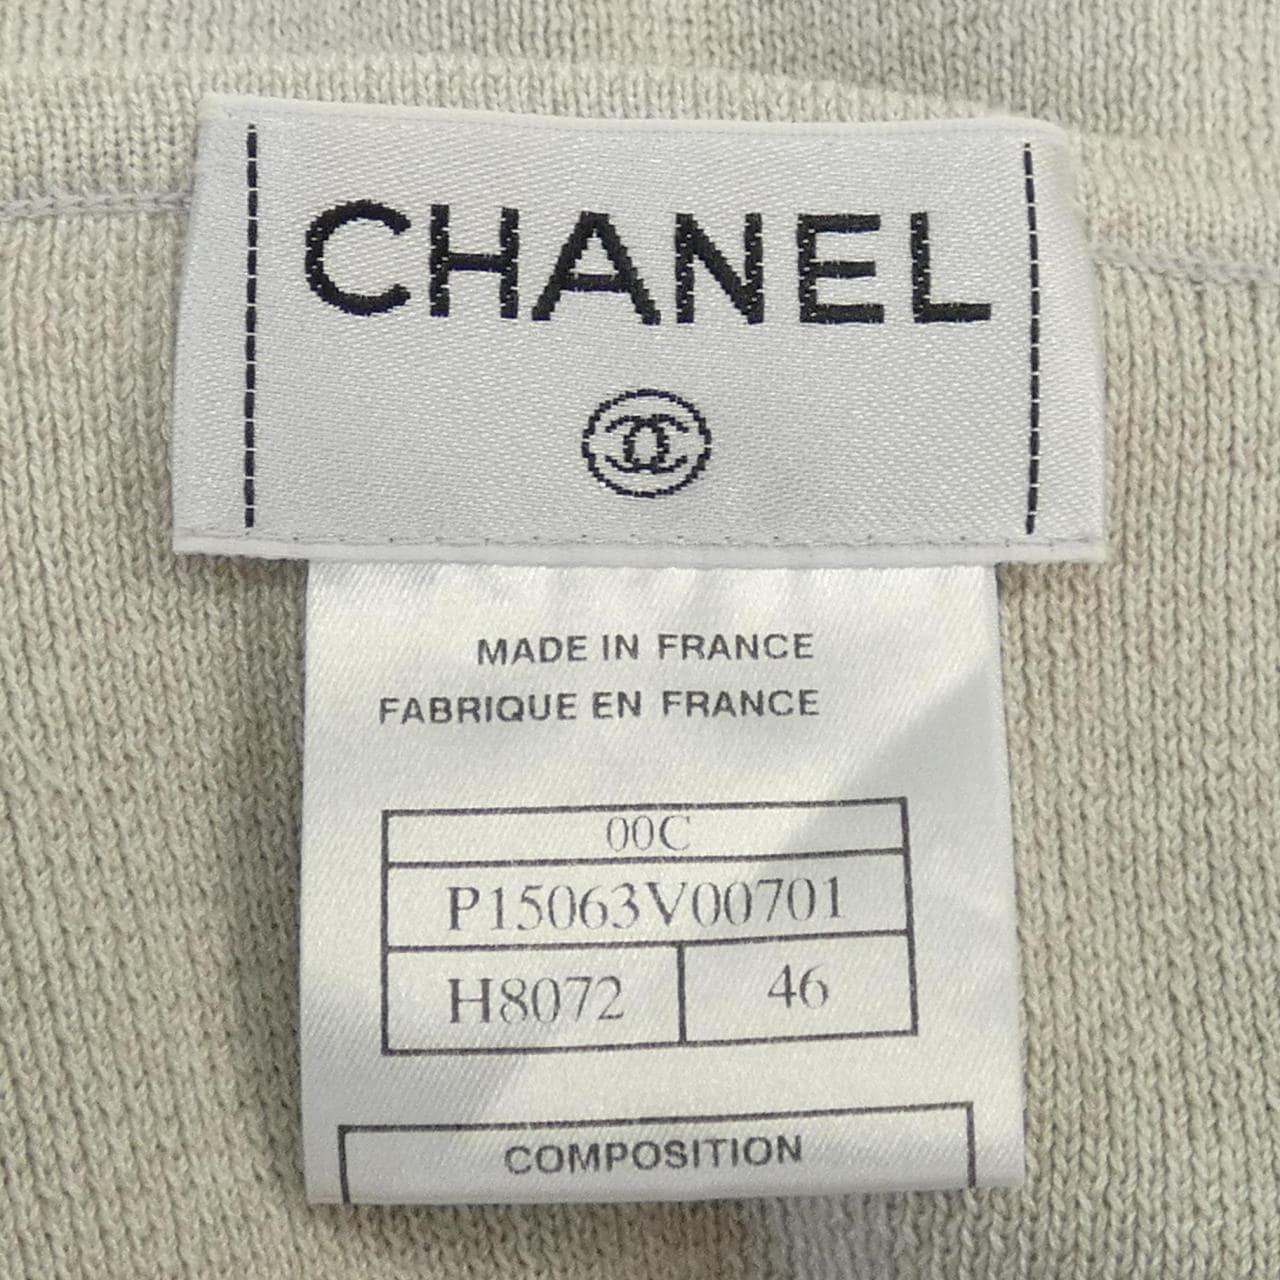 CHANEL
MADE IN FRANCE
FABRIQUE EN FRANCE
00C
P15063V00701
H8072 46
COMPOSITION